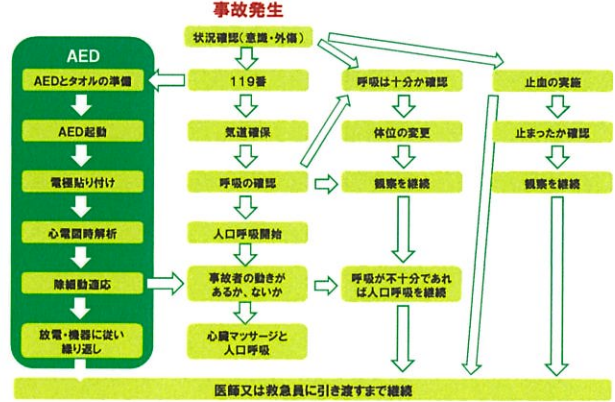 事故発生
状況確認（意識・外傷）
AED
AEDとタオルの準備
AED起動
電極貼り付け
心電図時解析
除細動適応
放電・機器に従い
繰り返し
119番
気道確保
呼吸の確認
人口呼吸開始
事故者の動きが
あるか、ないか
心臓マッサージと
人口呼吸
呼吸は十分か確認
体位の変更
観察を継続
呼吸が不十分であれ
ば人口呼吸を継続
止血の実施
止まったか確認
観察を継続
医師又は救急員に引き渡すまで継続